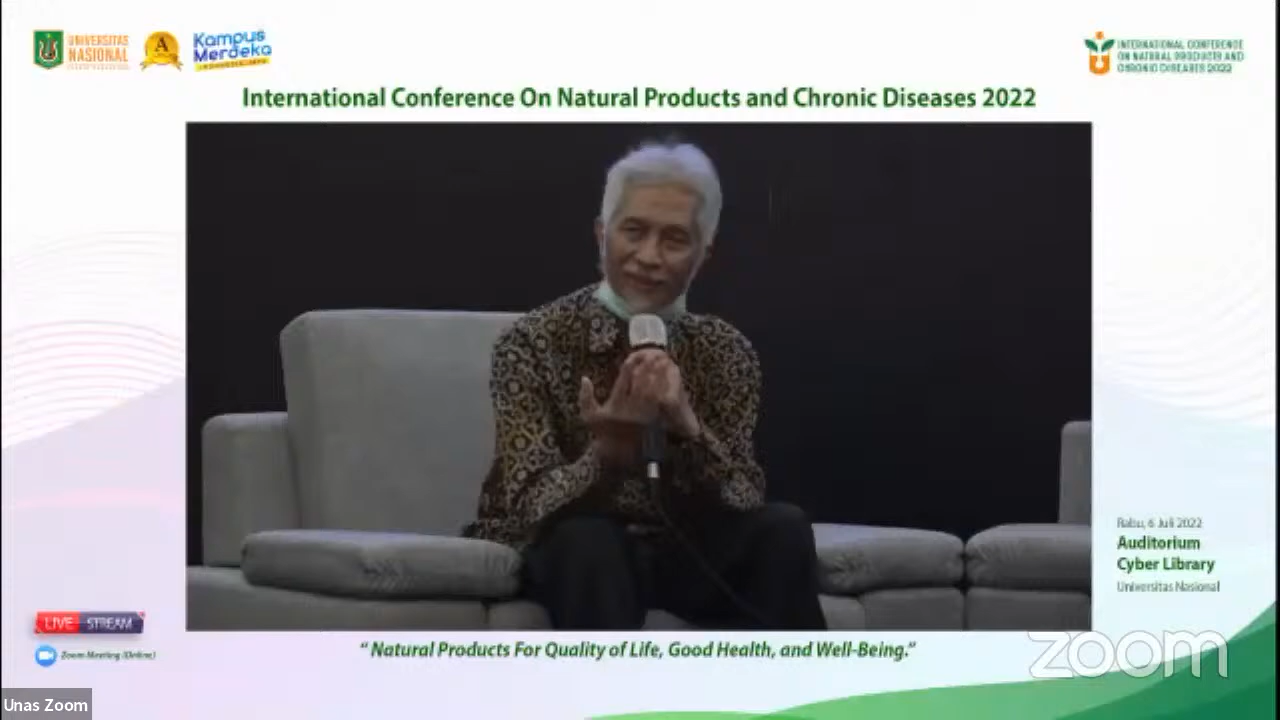 UNIVERSITAS
NASIONAL
A
Kampus
Merdeka
INTERNATIONAL CONFERENCE
ON NATURAL PRODUCTS AND
CHRONIC DISEASES 2022
International Conference On Natural Products and Chronic Diseases 2022
Rabu, 6 Juli 2022
Auditorium
Cyber Library
Universitas Nasional
LIVE STREAM
Zoom Meeting (Online)
“ Natural Products For Quality of Life, Good Health, and Well-Being.”
zoom
Unas Zoom